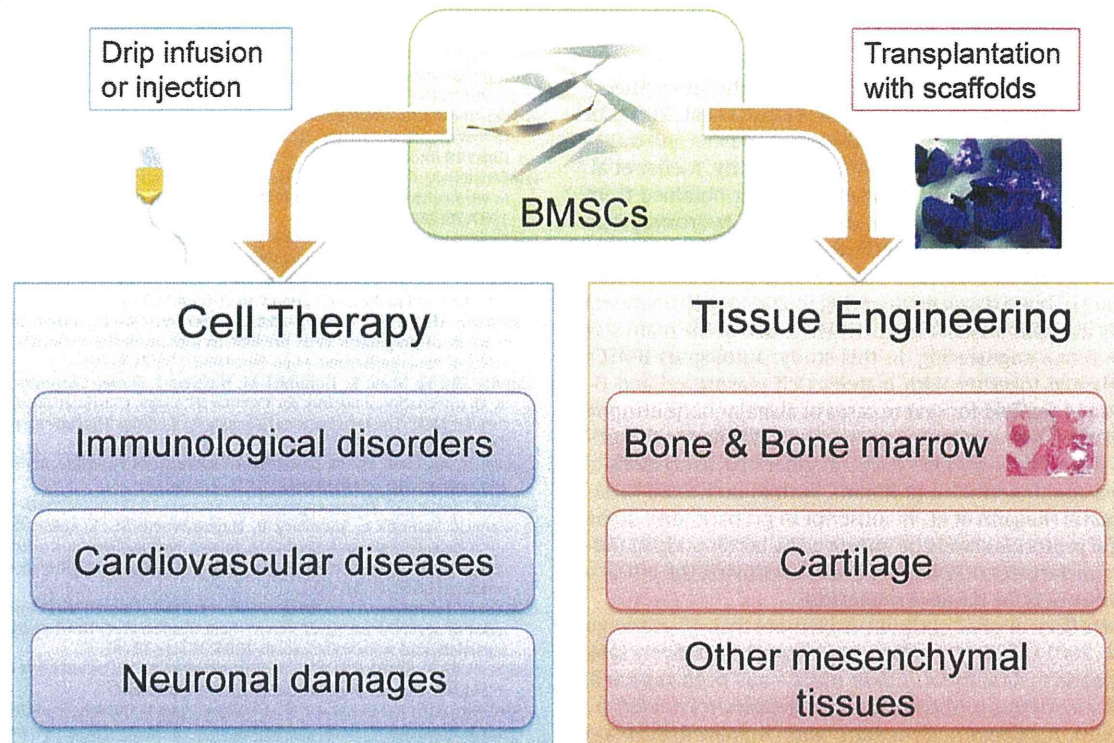 Drip infusion
or injection
BMSCs
Transplantation
with scaffolds
Cell Therapy
Immunological disorders
Cardiovascular diseases
Neuronal damages
Tissue Engineering
Bone & Bone marrow
Cartilage
Other mesenchymal
tissues